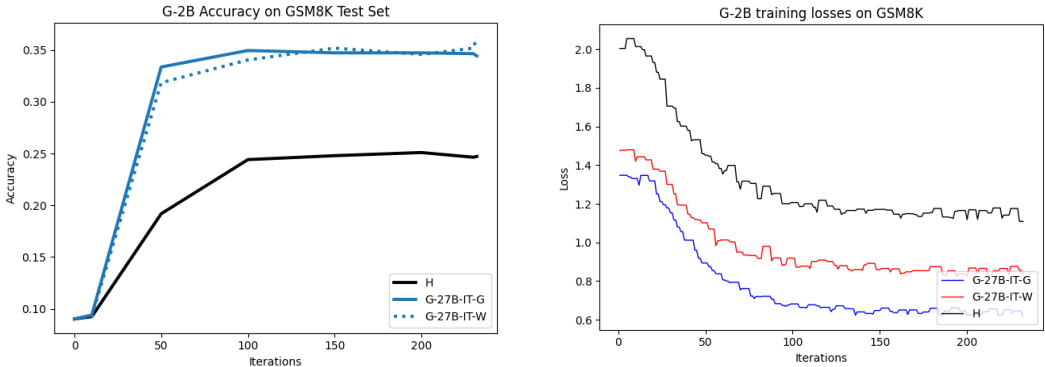 G-2B Accuracy on GSM8K Test Set
Accuracy
0.35
0.30
0.25
0.20
0.15
0.10
0
50
100
150
200
Iterations
H
G-27B-IT-G
G-27B-IT-W
G-2B training losses on GSM8K
Loss
2.0
1.8
1.6
1.4
1.2
1.0
0.8
0.6
0
50
100
150
200
Iterations
G-27B-IT-G
G-27B-IT-W
H